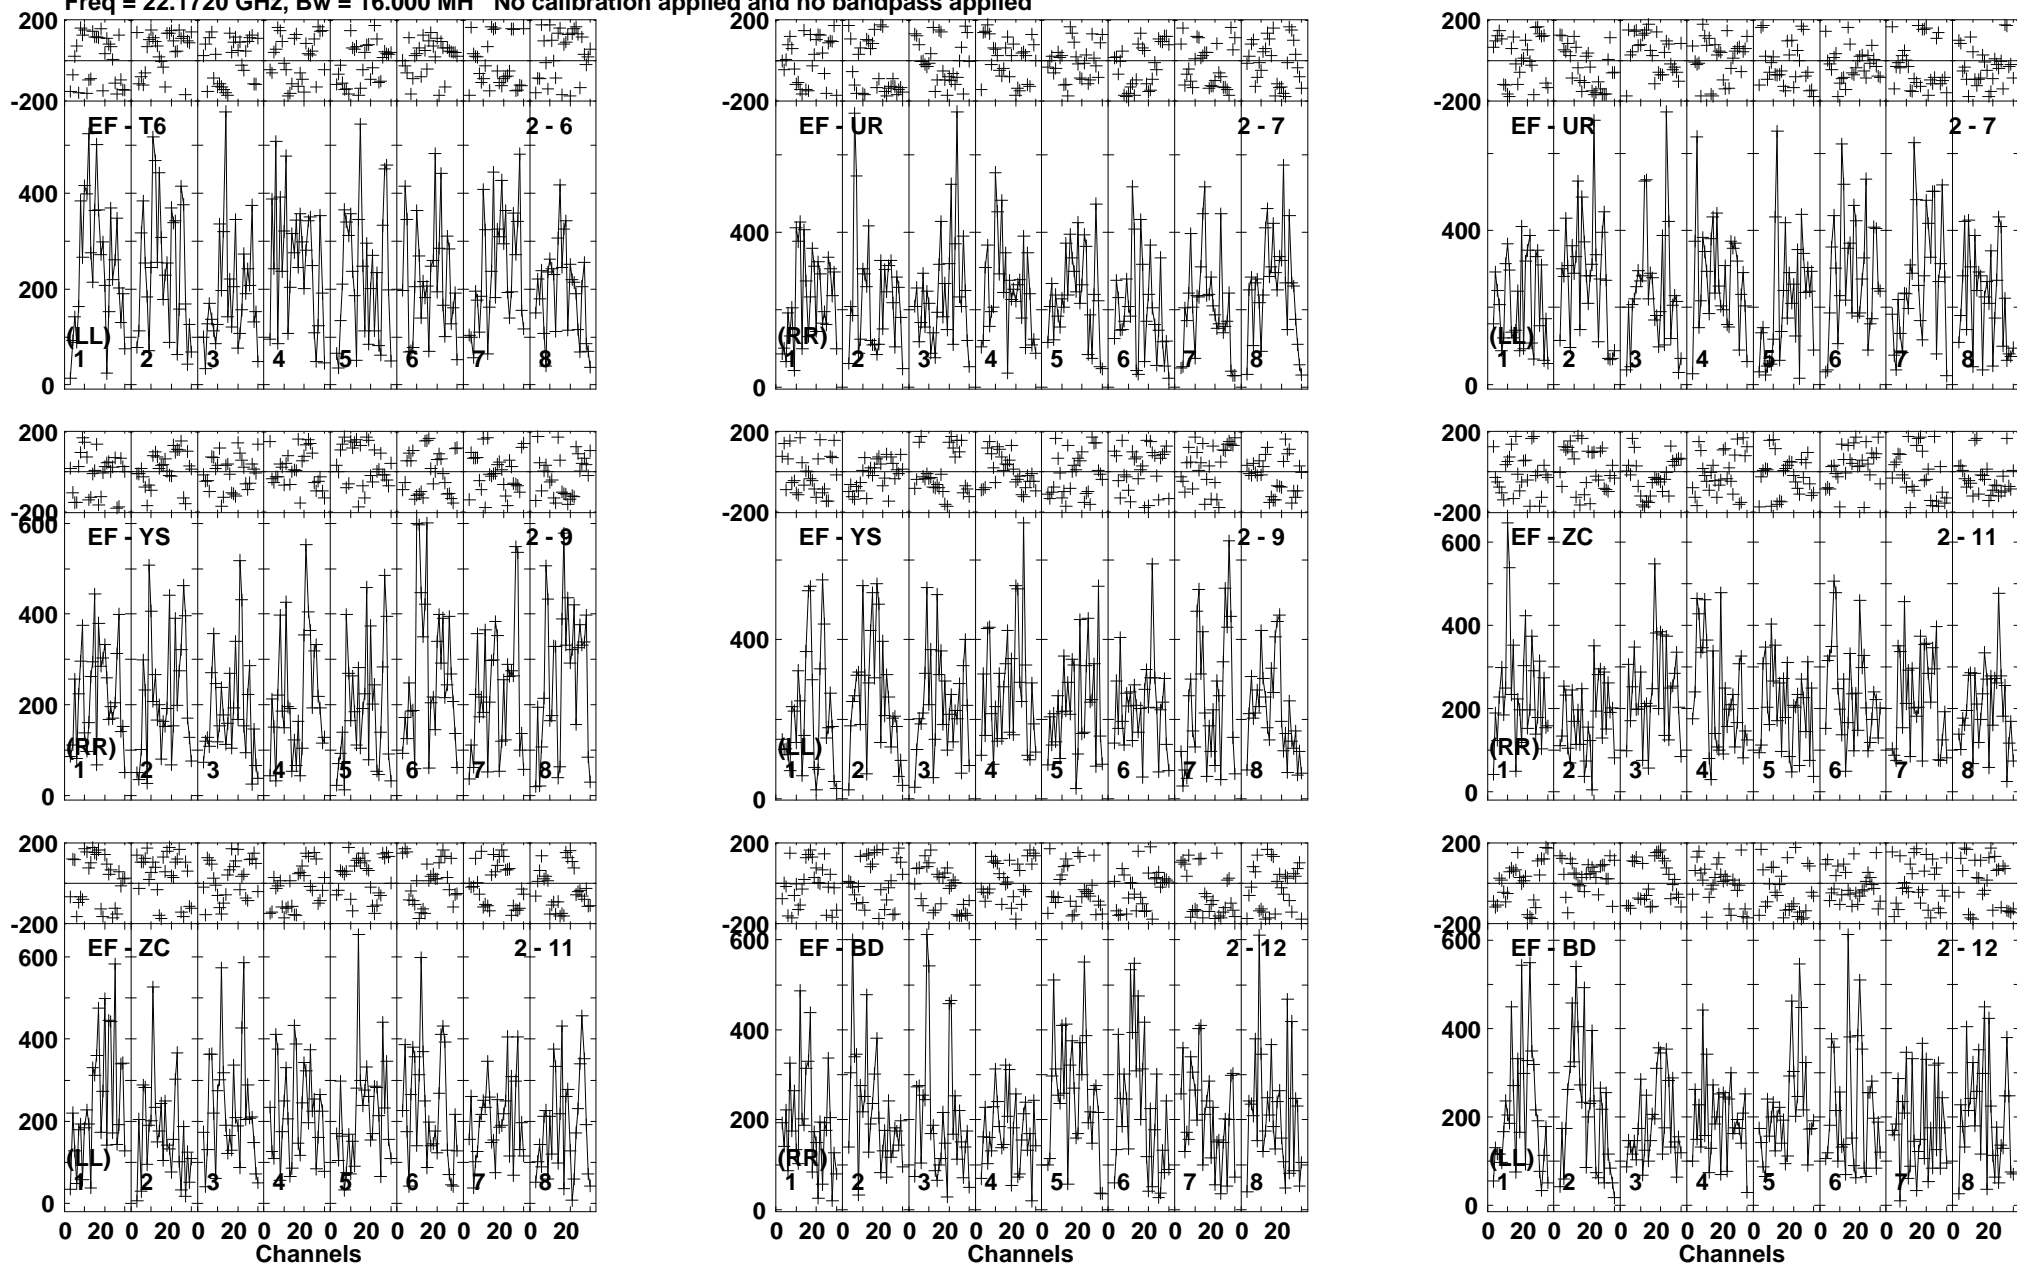 Freq = 22.1720 GHz, Bw = 16.000 MH No calibration applied and no bandpass applied
200 200 200
-200 -200 -200
EF - T6 2 - 6 EF - UR 2 - 7 EF - UR 2 - 7
400 400 400
200
(LL) (RR) (LL)
1 2 3 4 5 6 7 8 1 2 3 4 5 6 7 8 1 2 3 4 5 6 7 8
0 0 0
200 200 200
-200 -200 -200
600 EF - YS 2 - 9 EF - YS 2 - 9 EF - ZC 2 - 11
600
400 400 400
200 200
(RR) (LL) (RR)
1 2 3 4 5 6 7 8 1 2 3 4 5 6 7 8 1 2 3 4 5 6 7 8
0 0 0
200 200 200
-200 -200 -200
EF - ZC 2 - 11 EF - BD 2 - 12 EF - BD 2 - 12
600 600 600
400 400 400
200 200 200
(LL) (RR) (LL)
1 2 3 4 5 6 7 8 1 2 3 4 5 6 7 8 1 2 3 4 5 6 7 8
0 0 0
0 20 0 20 0 20 0 20 0 20 0 20 0 20 0 20 0 20 0 20 0 20 0 20 0 20 0 20 0 20 0 20 0 20 0 20 0 20 0 20 0 20 0 20 0 20 0 20
Channels Channels Channels